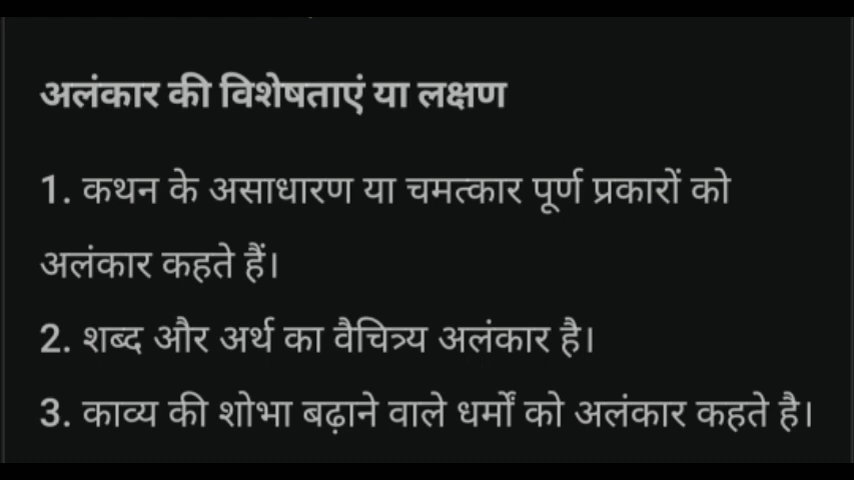 अलंकार की विशेषताएं या लक्षण
1. कथन के असाधारण या चमत्कार पूर्ण प्रकारों को
अलंकार कहते हैं।
2. शब्द और अर्थ का वैचित्र्य अलंकार है।
3. काव्य की शोभा बढ़ाने वाले धर्मों को अलंकार कहते है।